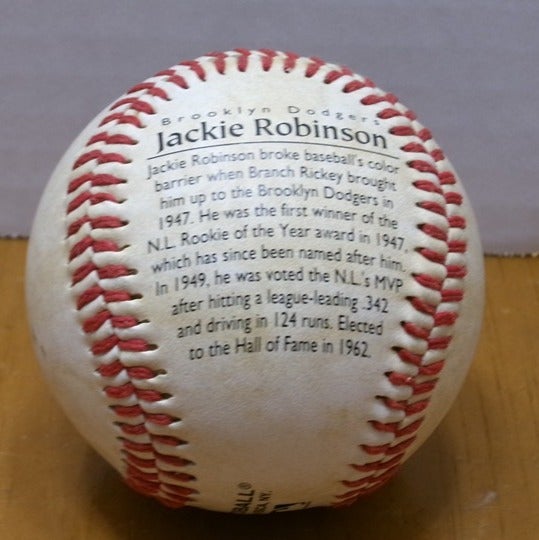 Brooklyn Dodgers
Jackie Robinson
Jackie Robinson broke baseball's color
barrier when Branch Rickey brought
him up to the Brooklyn Dodgers in
1947. He was the first winner of the
N.L. Rookie of the Year award in 1947,
which has since been named after him.
In 1949, he was voted the N.L.'s MVP
after hitting a league-leading .342
and driving in 124 runs. Elected
to the Hall of Fame in 1962.
BALL®
N.Y.